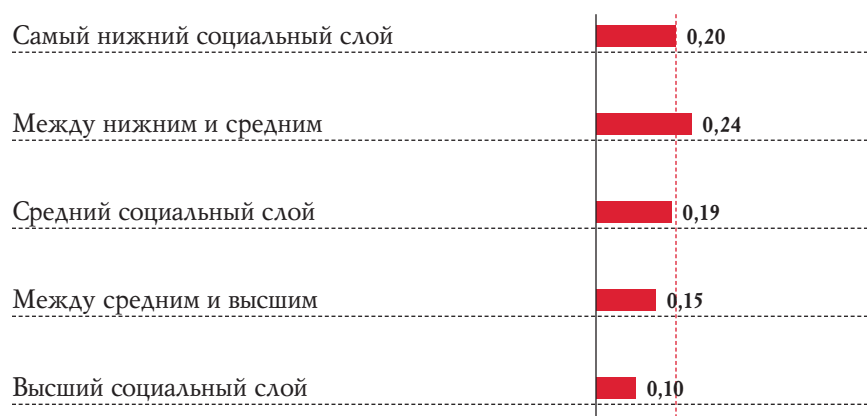 Самый нижний социальный слой 0,20
Между нижним и средним 0,24
Средний социальный слой 0,19
Между средним и высшим 0,15
Высший социальный слой 0,10